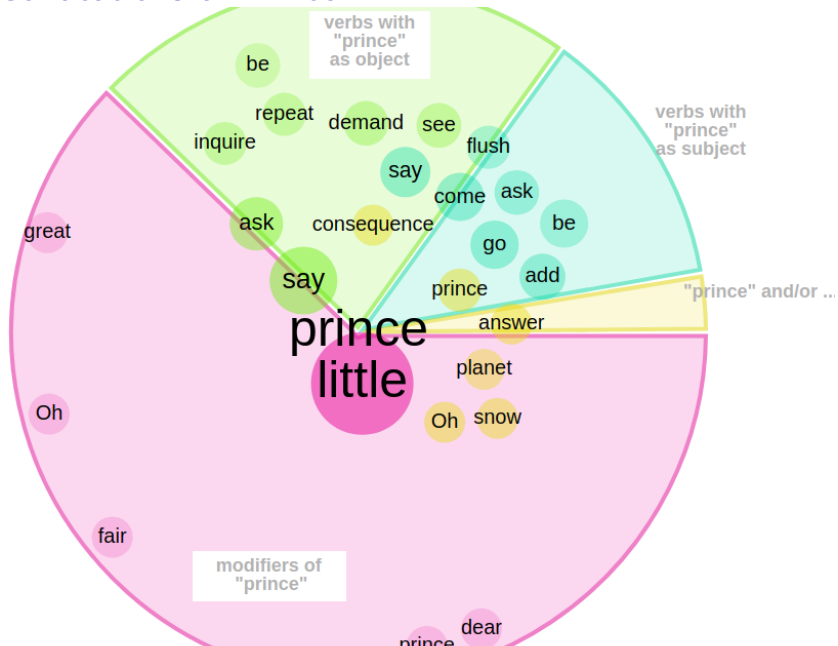 verbs with
"prince"
as object
be
repeat
demand
see
inquire
flush
say
verbs with
"prince"
as subject
come
ask
ask
consequence
be
great
go
say
add
prince
"prince" and/or ...
prince
answer
little
planet
Oh
Oh
snow
fair
modifiers of
"prince"
dear
prince